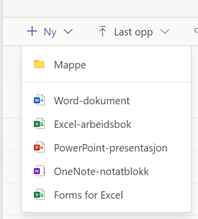 Ny
Last opp
Mappe
Word-dokument
Excel-arbeidsbok
PowerPoint-presentasjon
OneNote-notatblokk
Forms for Excel